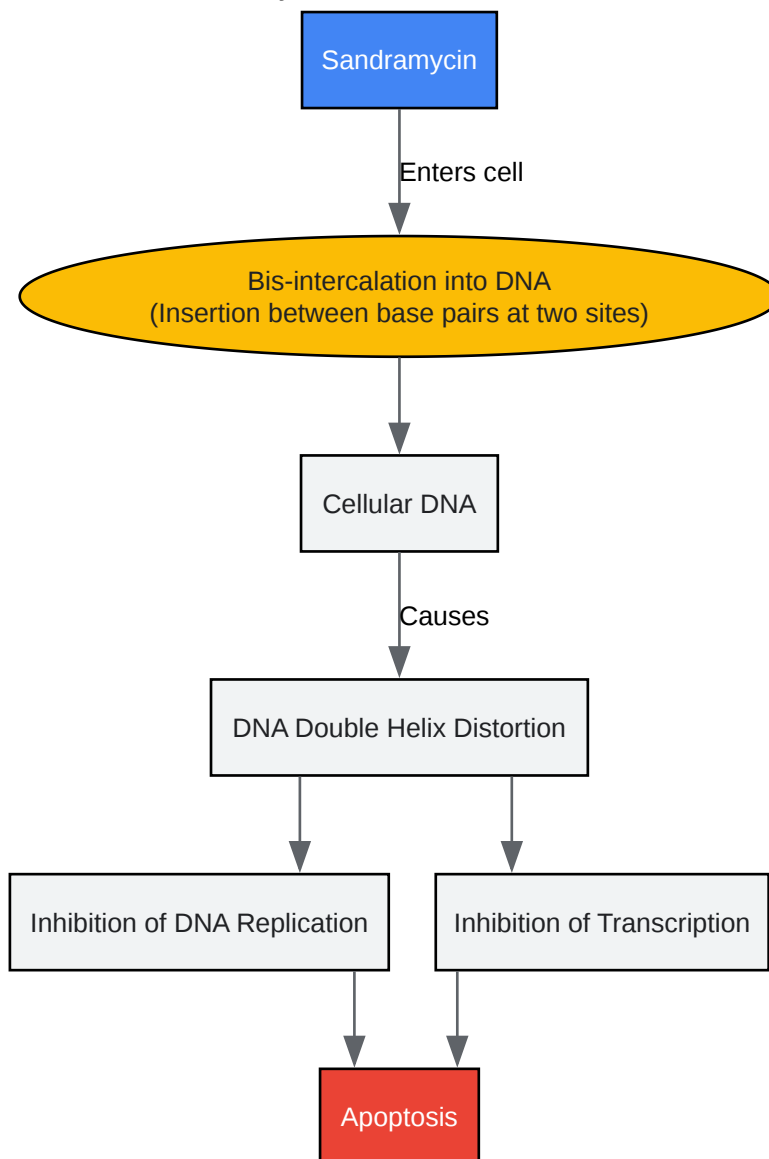 Sandramycin
Enters cell
Bis-intercalation into DNA
(Insertion between base pairs at two sites)
Cellular DNA
Causes
DNA Double Helix Distortion
Inhibition of DNA Replication
Inhibition of Transcription
Apoptosis